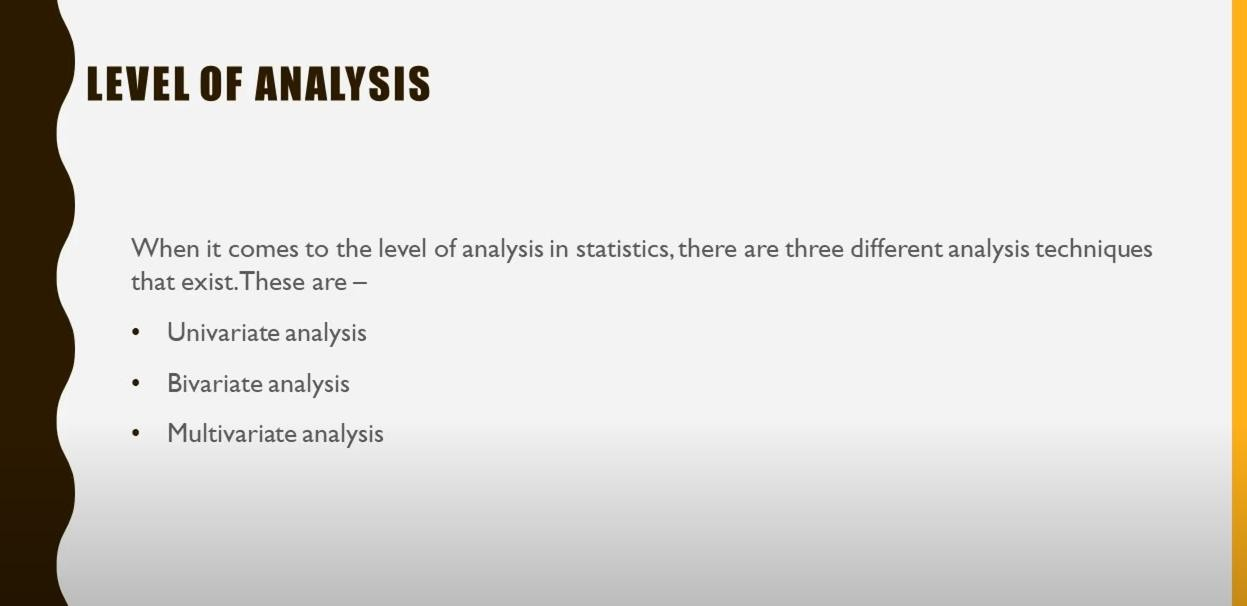 LEVEL OF ANALYSIS
When it comes to the level of analysis in statistics, there are three different analysis techniques
that exist. These are –
• Univariate analysis
• Bivariate analysis
• Multivariate analysis